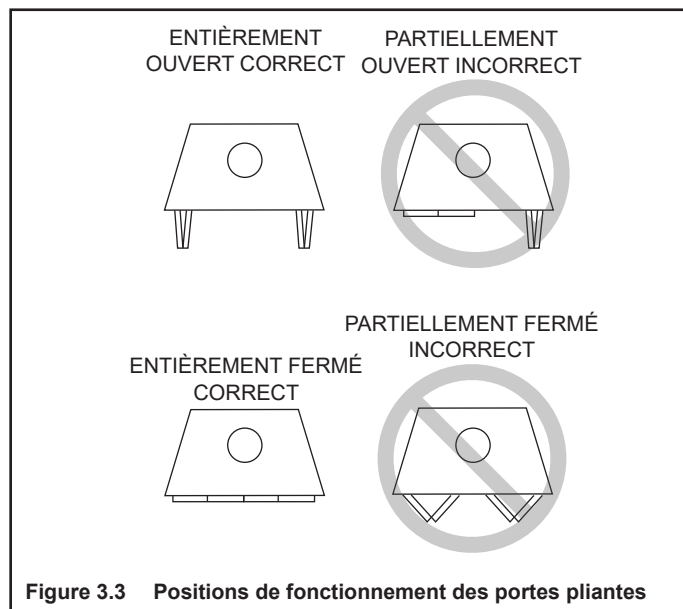 ENTIÈREMENT
OUVERT CORRECT
PARTIELLEMENT
OUVERT INCORRECT
ENTIÈREMENT FERMÉ
CORRECT
PARTIELLEMENT FERMÉ
INCORRECT
Figure 3.3 Positions de fonctionnement des portes pliantes